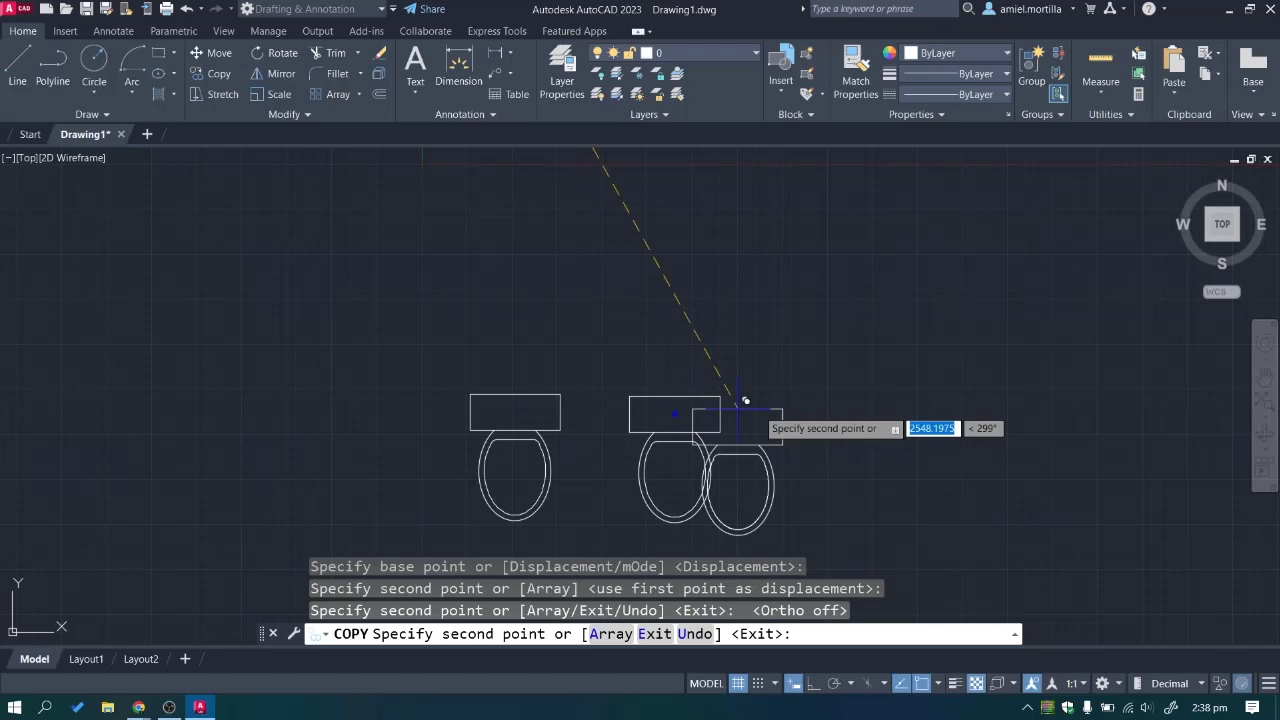 CAD
Drafting & Annotation
Share
Autodesk AutoCAD 2023 Drawing1.dwg
Type a keyword or phrase
amiel.mortilla
Home Insert Annotate Parametric View Manage Output Add-ins Collaborate Express Tools Featured Apps
Line Polyline Circle Arc
Move Rotate Trim
Copy Mirror Fillet
Stretch Scale Array
Text Dimension Table
Layer Properties
0
Insert
Match Properties
ByLayer
ByLayer
ByLayer
Group
Measure
Paste
Base
Draw Modify Annotation Layers Block Properties Groups Utilities Clipboard View
Start Drawing1*
[−][Top][2D Wireframe]
N
W TOP E
S
WCS
Specify second point or 2548.1975 < 299°
Specify base point or [Displacement/mOde] <Displacement>:
Specify second point or [Array] <use first point as displacement>:
Specify second point or [Array/Exit/Undo] <Exit>: <Ortho off>
COPY Specify second point or [Array Exit Undo] <Exit>:
Y
X
Model Layout1 Layout2
MODEL 1:1 Decimal
2:38 pm